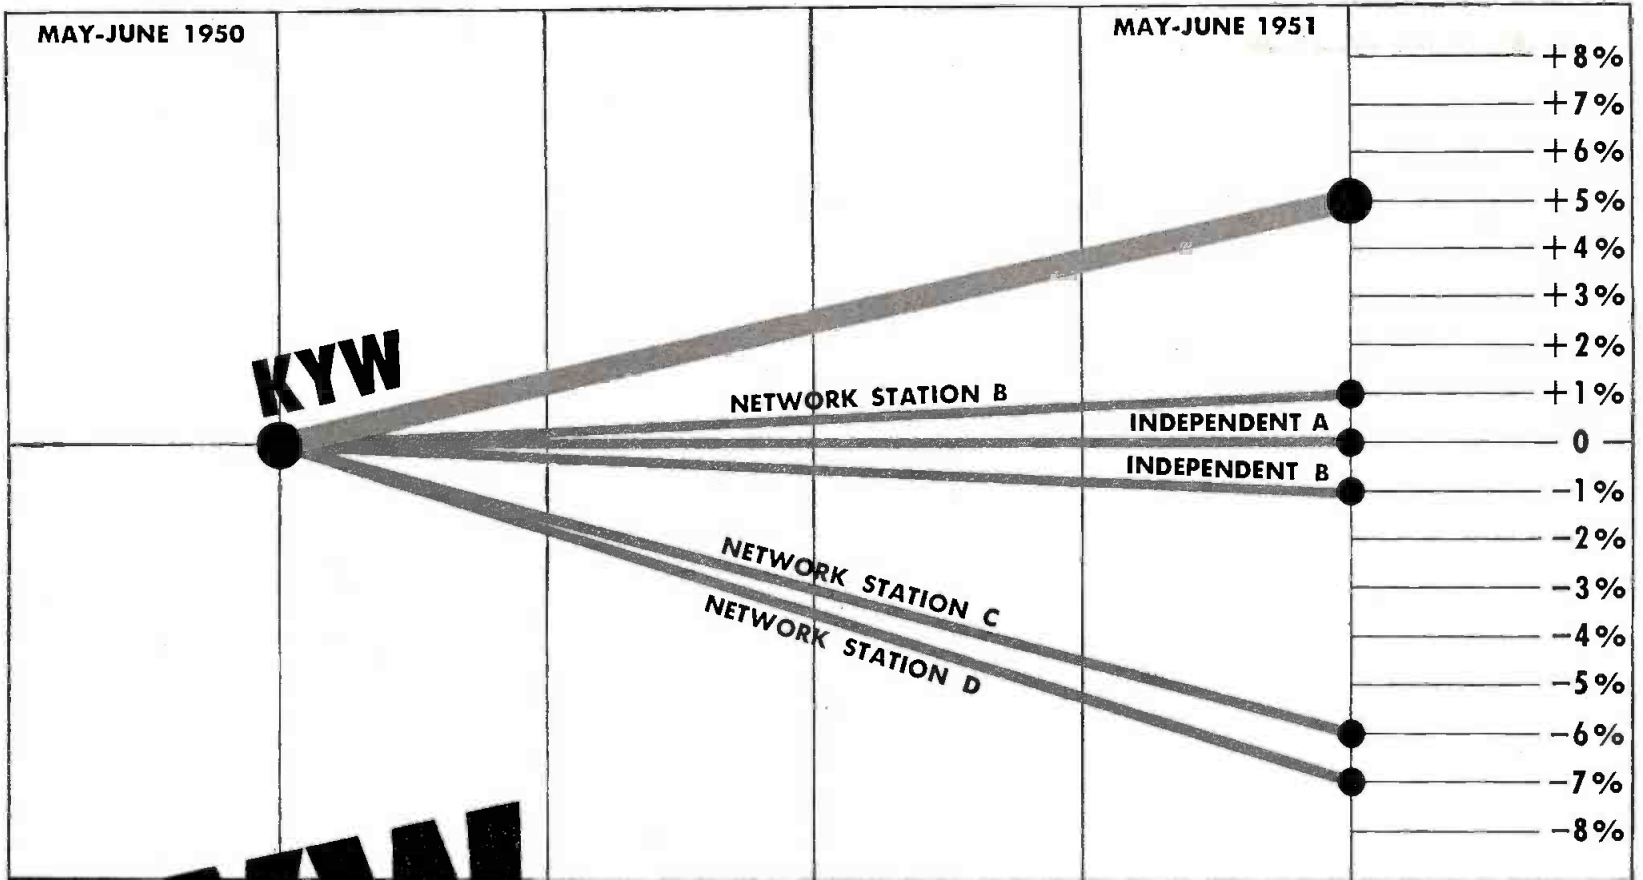 MAY-JUNE 1950
MAY-JUNE 1951
+8%
+7%
+6%
+5%
+4%
+3%
+2%
KYW
NETWORK STATION B
+1%
INDEPENDENT A
0
INDEPENDENT B
-1%
-2%
NETWORK STATION C
-3%
NETWORK STATION D
-4%
-5%
-6%
-7%
-8%
KYW